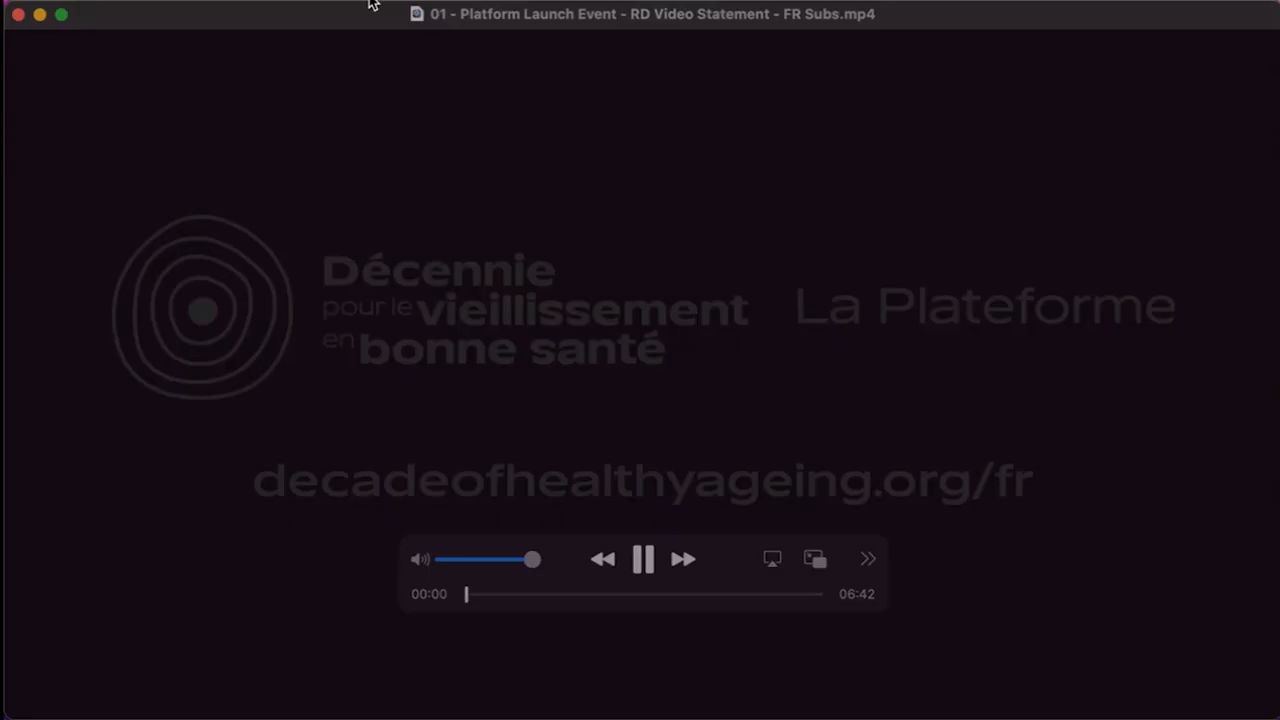 01 - Platform Launch Event - RD Video Statement - FR Subs.mp4
Décennie
pour le vieillissement
en bonne santé
La Plateforme
decadeofhealthyageing.org/fr
00:00
06:42